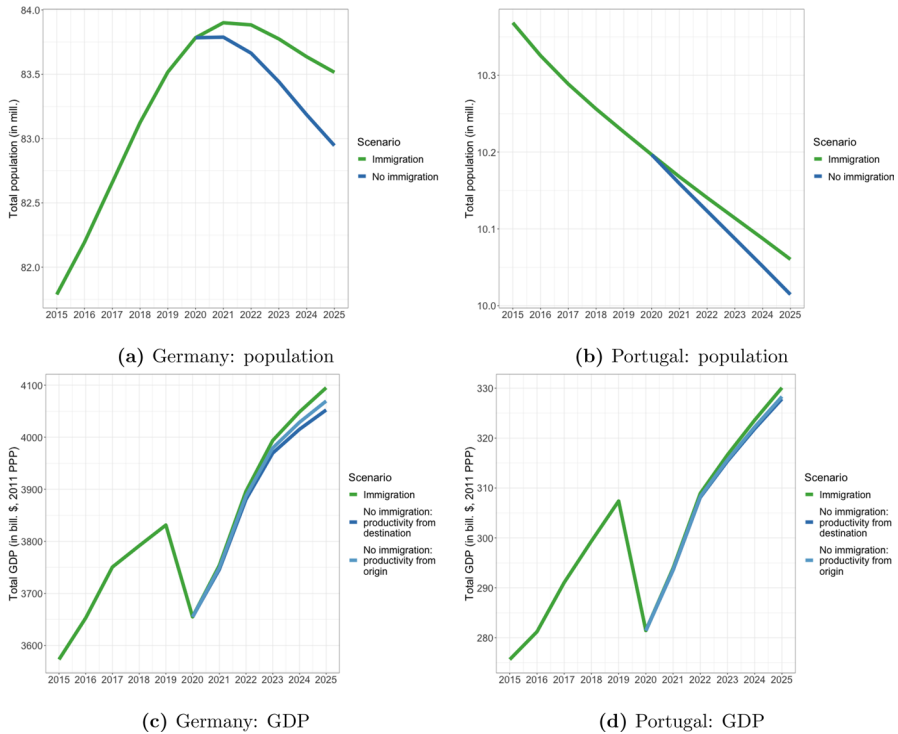 Total population (in mill.)
84.0
83.5
83.0
82.5
82.0
2015 2016 2017 2018 2019 2020 2021 2022 2023 2024 2025
Scenario
Immigration
No immigration
(a) Germany: population
Total population (in mill.)
10.3
10.2
10.1
10.0
2015 2016 2017 2018 2019 2020 2021 2022 2023 2024 2025
Scenario
Immigration
No immigration
(b) Portugal: population
Total GDP (in bill. $, 2011 PPP)
4100
4000
3900
3800
3700
3600
2015 2016 2017 2018 2019 2020 2021 2022 2023 2024 2025
Scenario
Immigration
No immigration:
productivity from
destination
No immigration:
productivity from
origin
(c) Germany: GDP
Total GDP (in bill. $, 2011 PPP)
330
320
310
300
290
280
2015 2016 2017 2018 2019 2020 2021 2022 2023 2024 2025
Scenario
Immigration
No immigration:
productivity from
destination
No immigration:
productivity from
origin
(d) Portugal: GDP